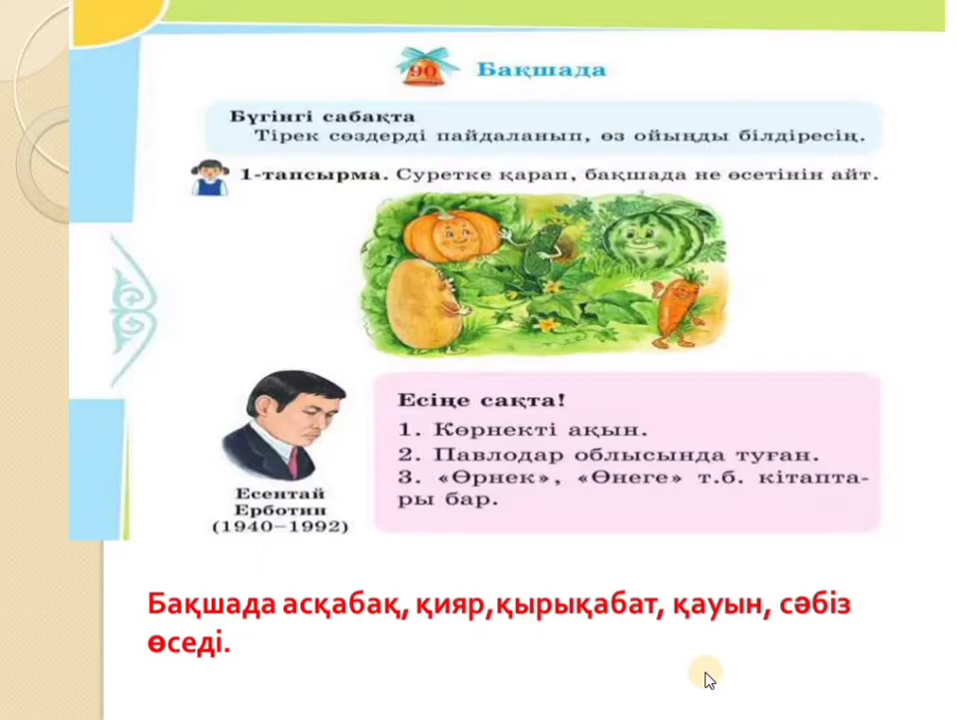 90 Бақшада
Бүгінгі сабақта
Тірек сөздерді пайдаланып, өз ойыңды білдіресің.
1-тапсырма. Суретке қарап, бақшада не өсетінін айт.
Есентай
Ерботин
(1940–1992)
Есіңе сақта!
1. Көрнекті ақын.
2. Павлодар облысында туған.
3. «Өрнек», «Өнеге» т.б. кітапта-
ры бар.
Бақшада асқабақ, қияр,қырықабат, қауын, сәбіз
өседі.